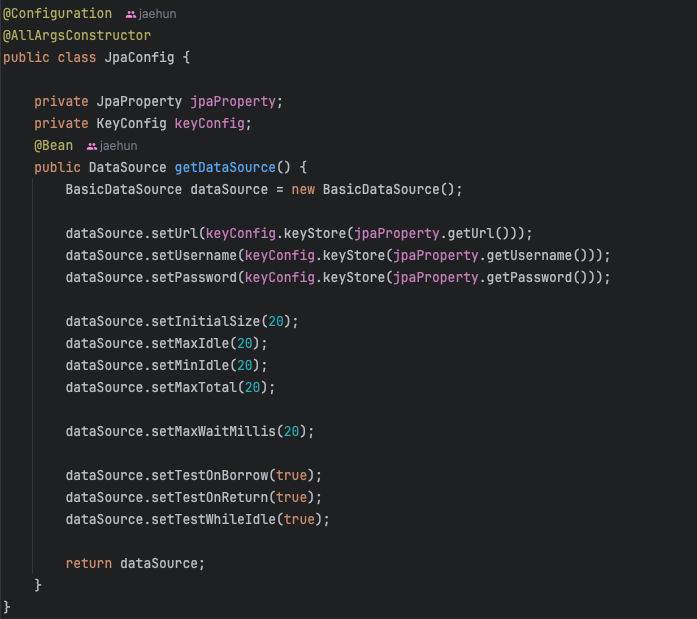 @Configuration jaehun
@AllArgsConstructor
public class JpaConfig {
private JpaProperty jpaProperty;
private KeyConfig keyConfig;
@Bean jaehun
public DataSource getDataSource() {
BasicDataSource dataSource = new BasicDataSource();
dataSource.setUrl(keyConfig.keyStore(jpaProperty.getUrl()));
dataSource.setUsername(keyConfig.keyStore(jpaProperty.getUsername()));
dataSource.setPassword(keyConfig.keyStore(jpaProperty.getPassword()));
dataSource.setInitialSize(20);
dataSource.setMaxIdle(20);
dataSource.setMinIdle(20);
dataSource.setMaxTotal(20);
dataSource.setMaxWaitMillis(20);
dataSource.setTestOnBorrow(true);
dataSource.setTestOnReturn(true);
dataSource.setTestWhileIdle(true);
return dataSource;
}
}